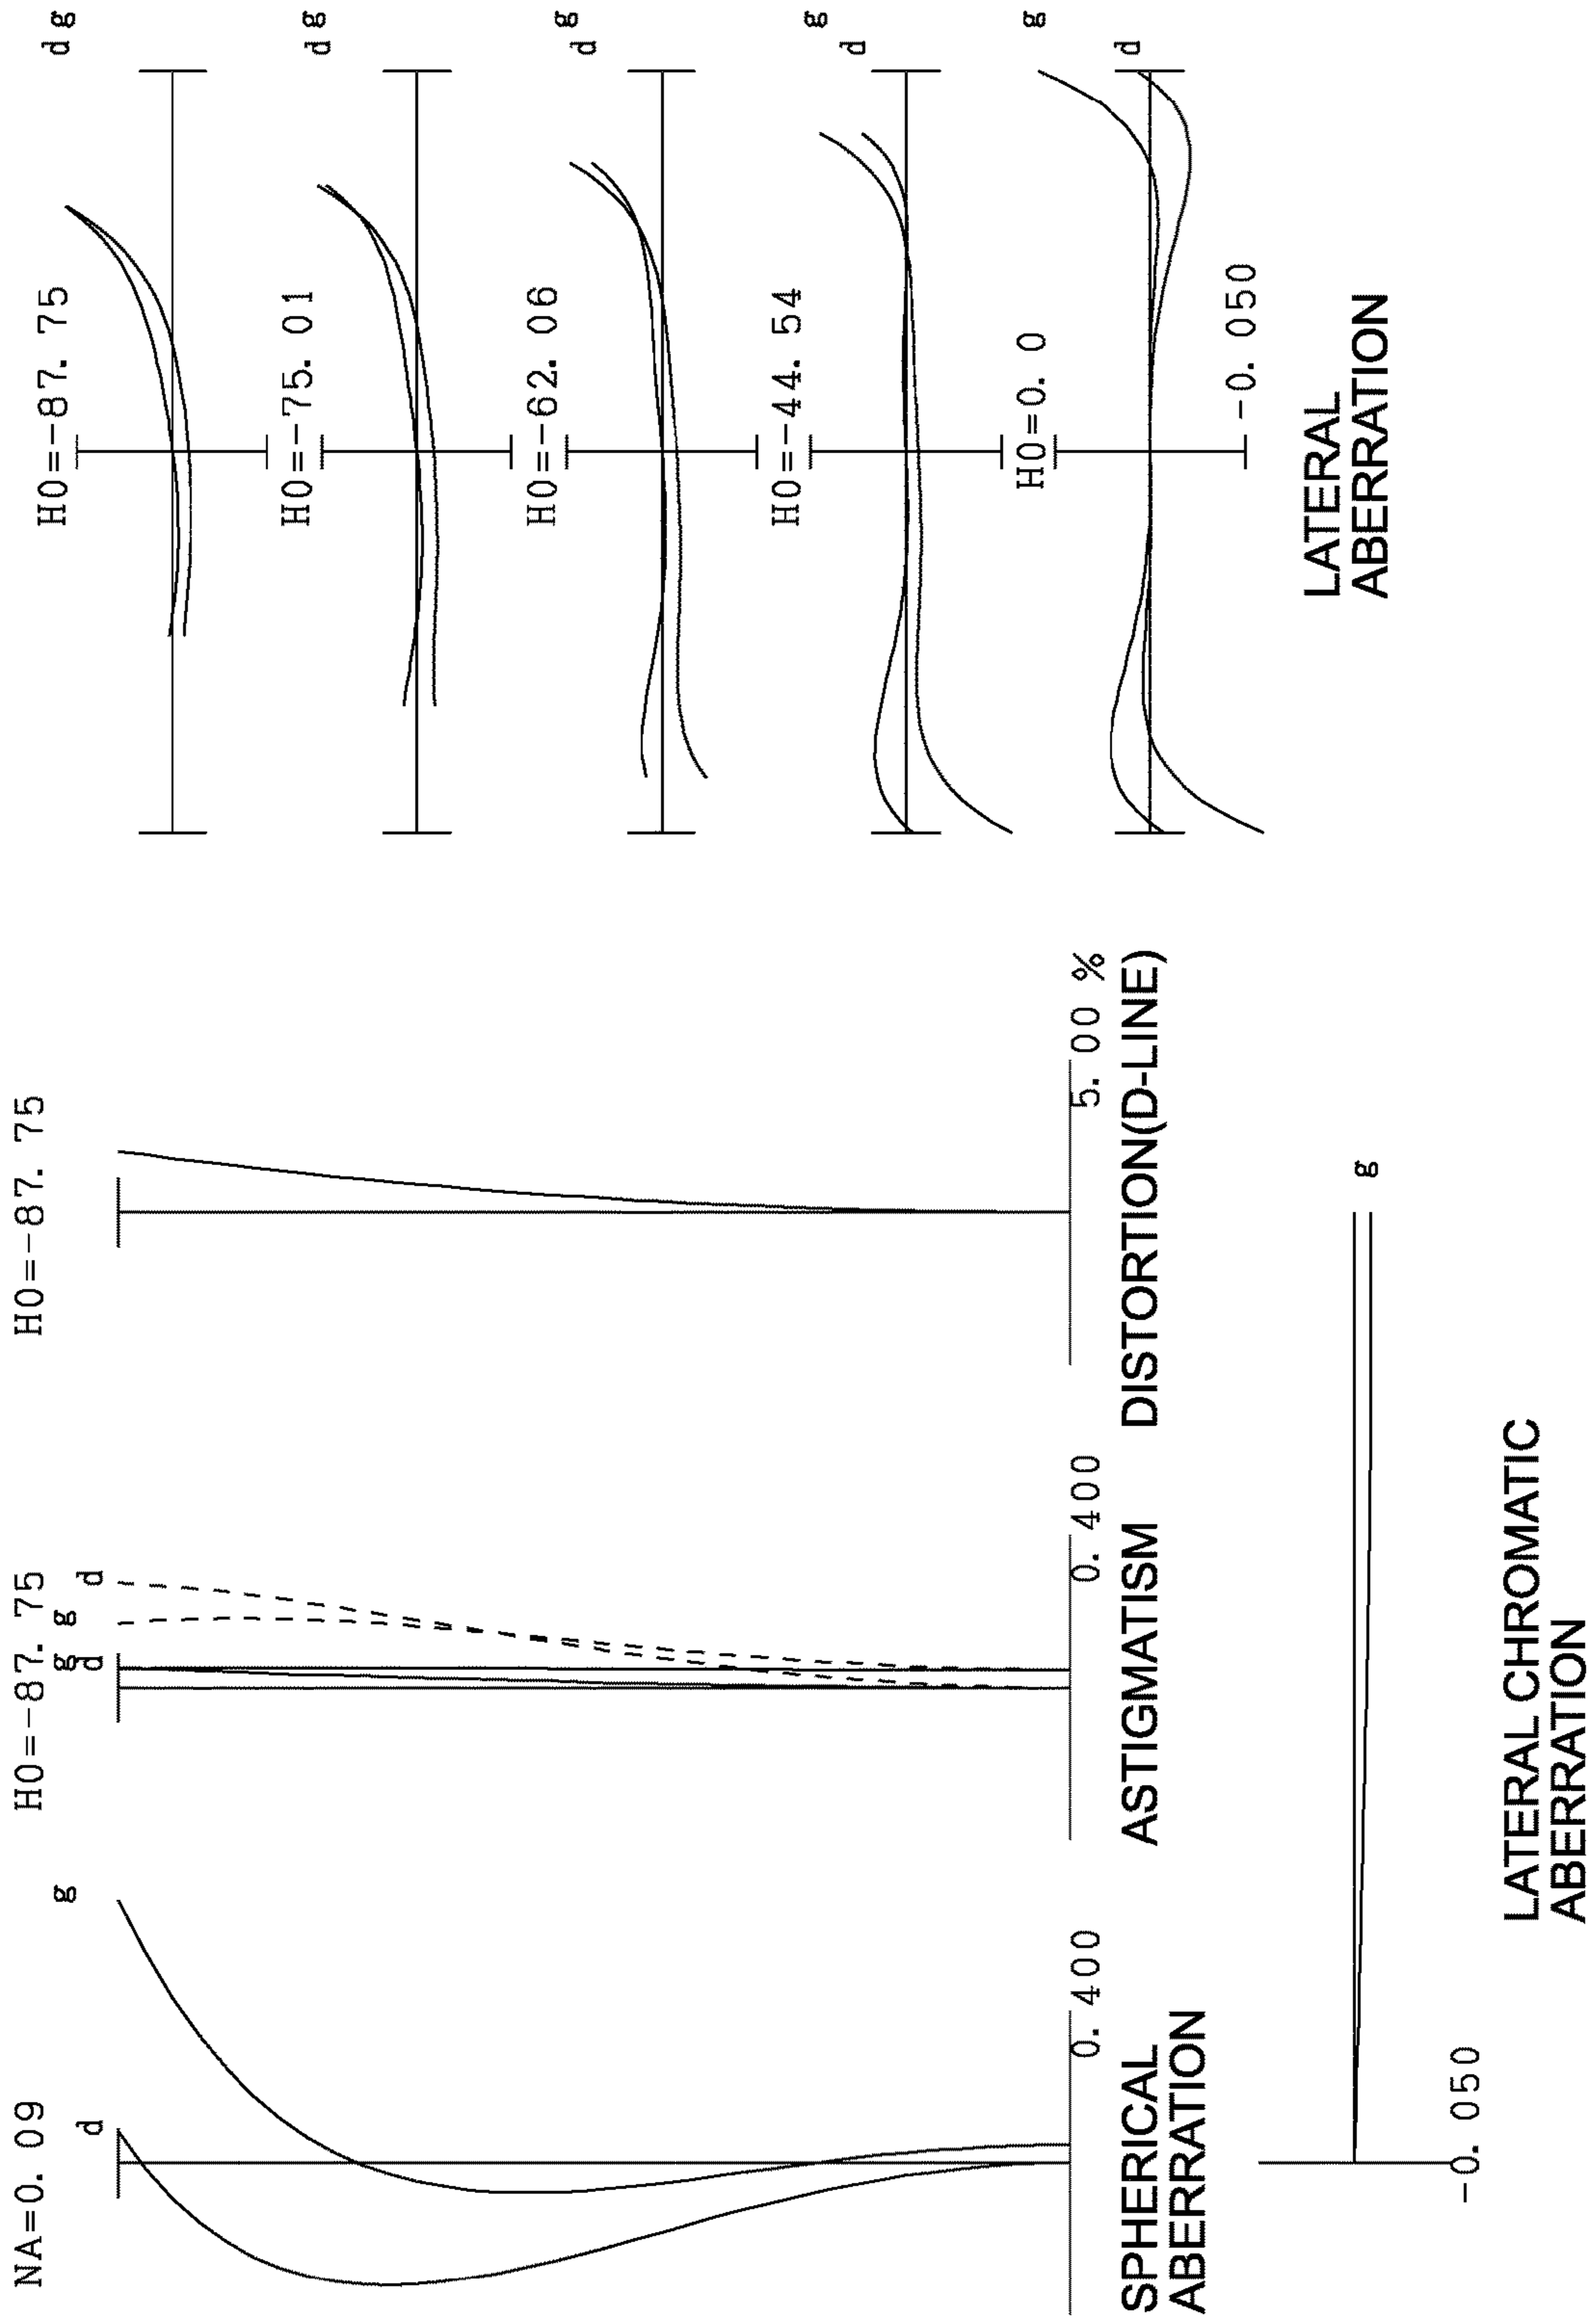 NA=0. 09
d
g
0. 400
SPHERICAL
ABERRATION
H0=-87. 75
g
d
g
d
0. 400
ASTIGMATISM
H0=-87. 75
5. 00 %
DISTORTION(D-LINE)
H0=-87. 75
d g
H0=-75. 01
d g
H0=-62. 06
d g
H0=-44. 54
d g
H0=0. 0
d g
-0. 050
LATERAL
ABERRATION
g
-0. 050
LATERAL CHROMATIC
ABERRATION